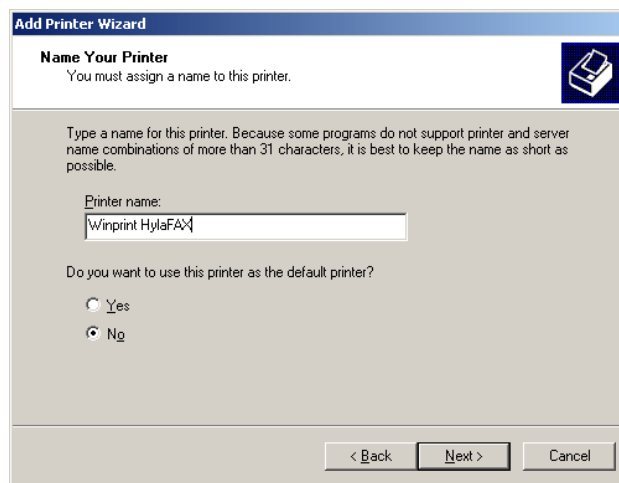 Add Printer Wizard
Name Your Printer
You must assign a name to this printer.
Type a name for this printer. Because some programs do not support printer and server
name combinations of more than 31 characters, it is best to keep the name as short as
possible.
Printer name:
Winprint HylaFAX
Do you want to use this printer as the default printer?
Yes
No
< Back
Next >
Cancel